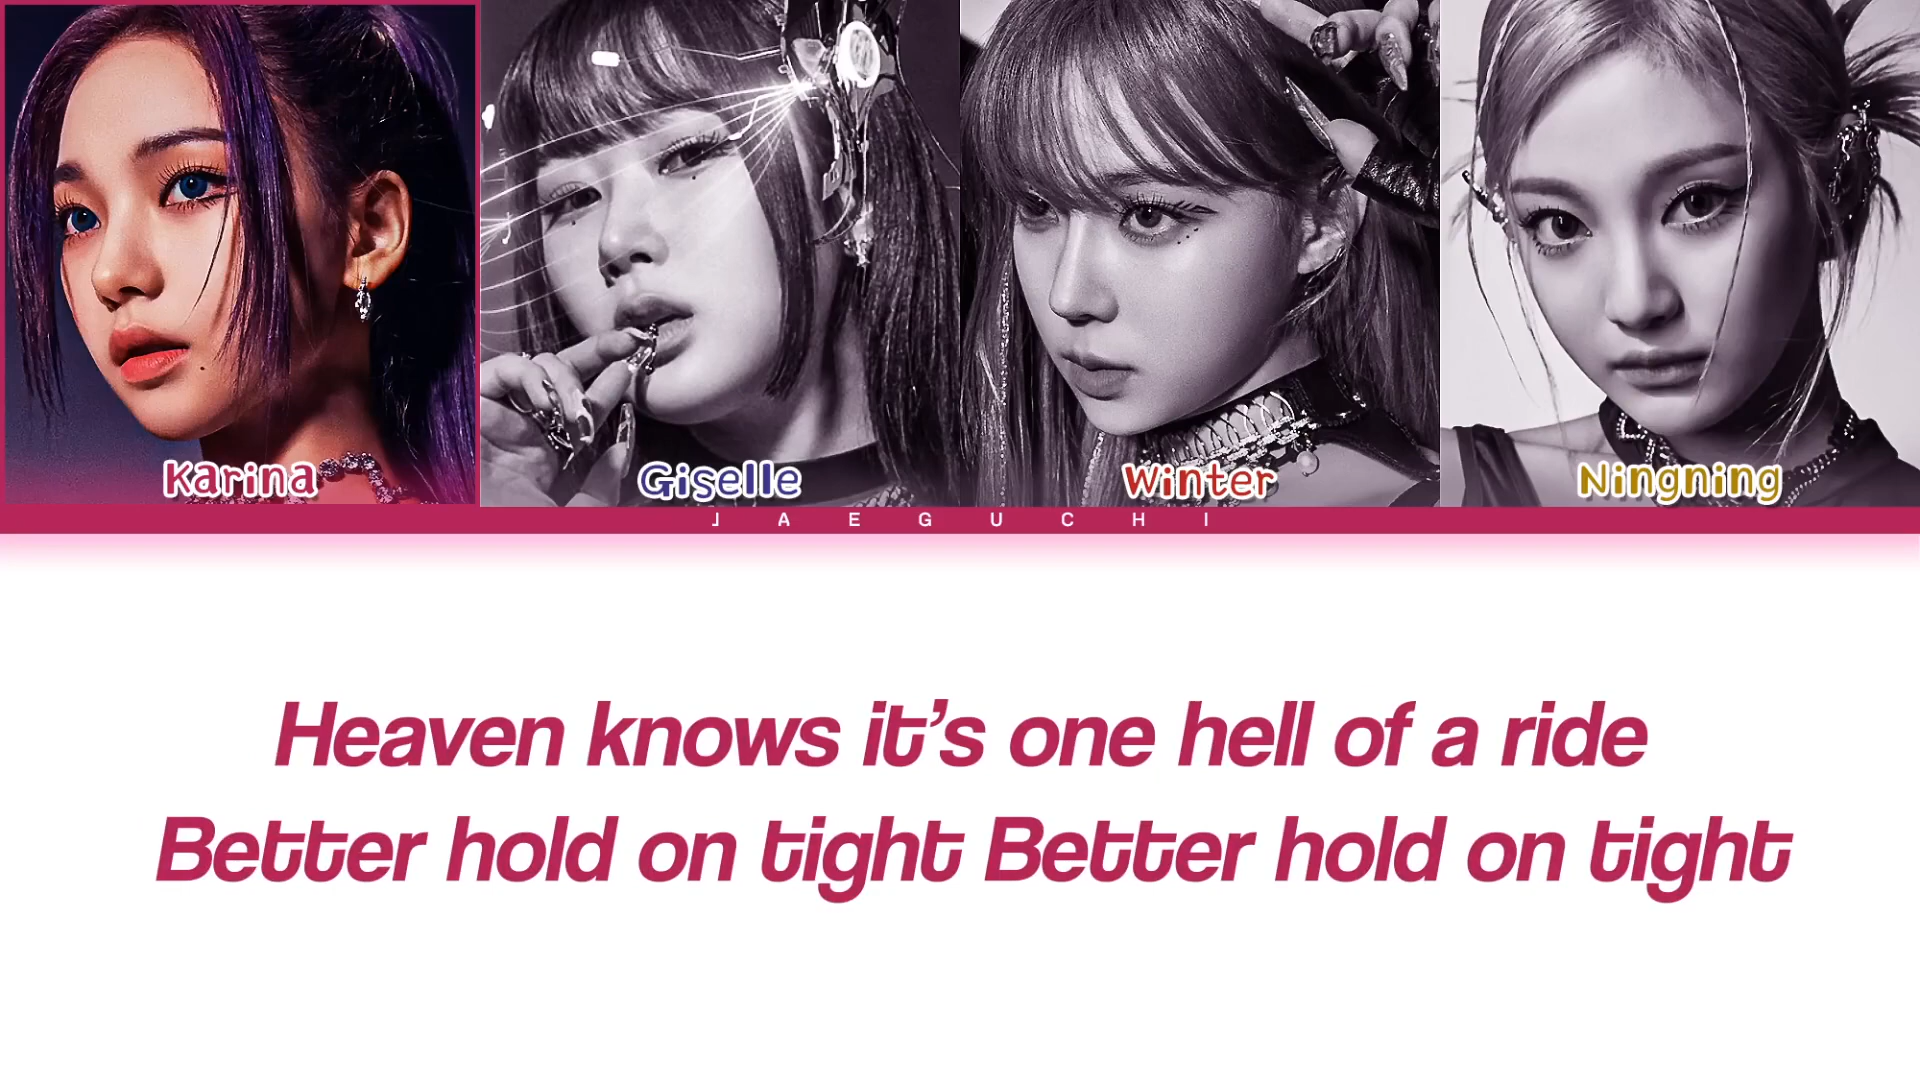 Karina
Giselle
Winter
Ningning
JAEGUCHI
Heaven knows it's one hell of a ride
Better hold on tight Better hold on tight